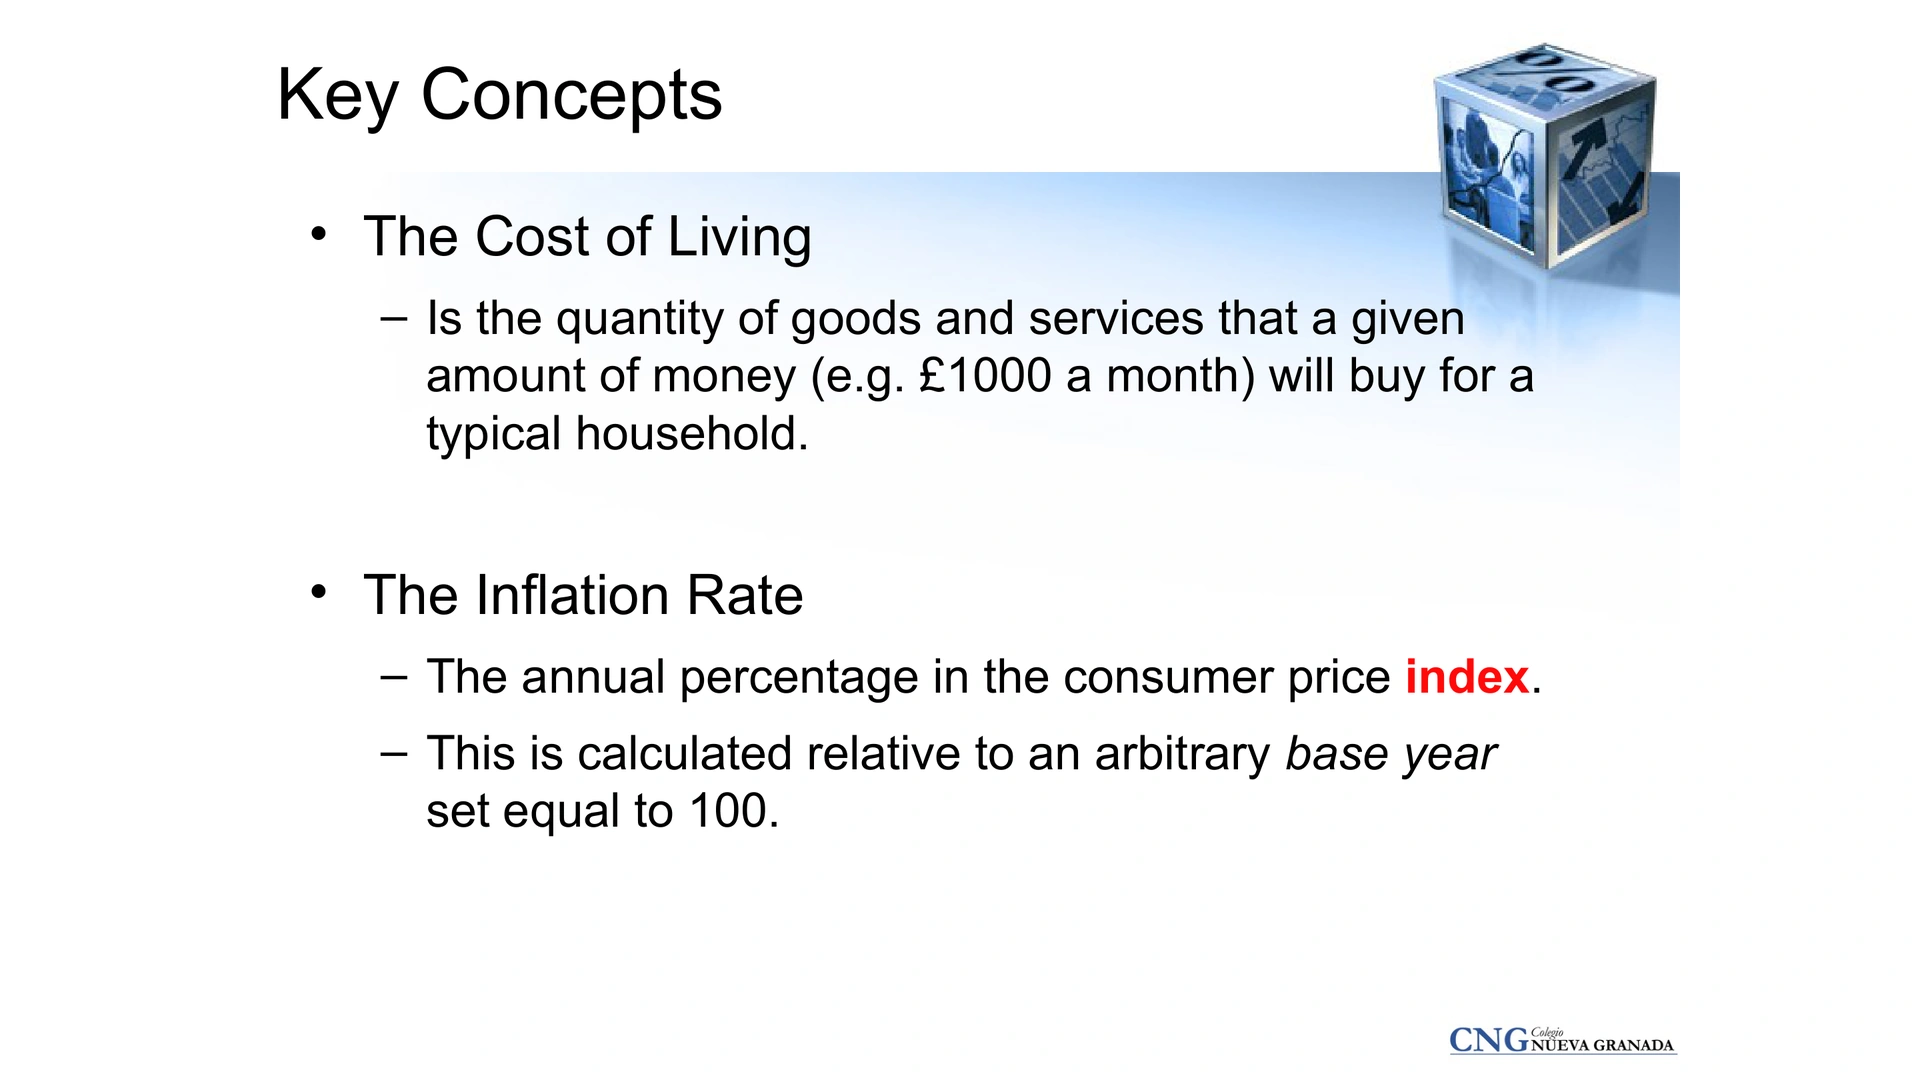 Key Concepts
%
• The Cost of Living
– Is the quantity of goods and services that a given
amount of money (e.g. £1000 a month) will buy for a
typical household.
• The Inflation Rate
– The annual percentage in the consumer price index.
– This is calculated relative to an arbitrary base year
set equal to 100.
CNG Colegio
NUEVA GRANADA